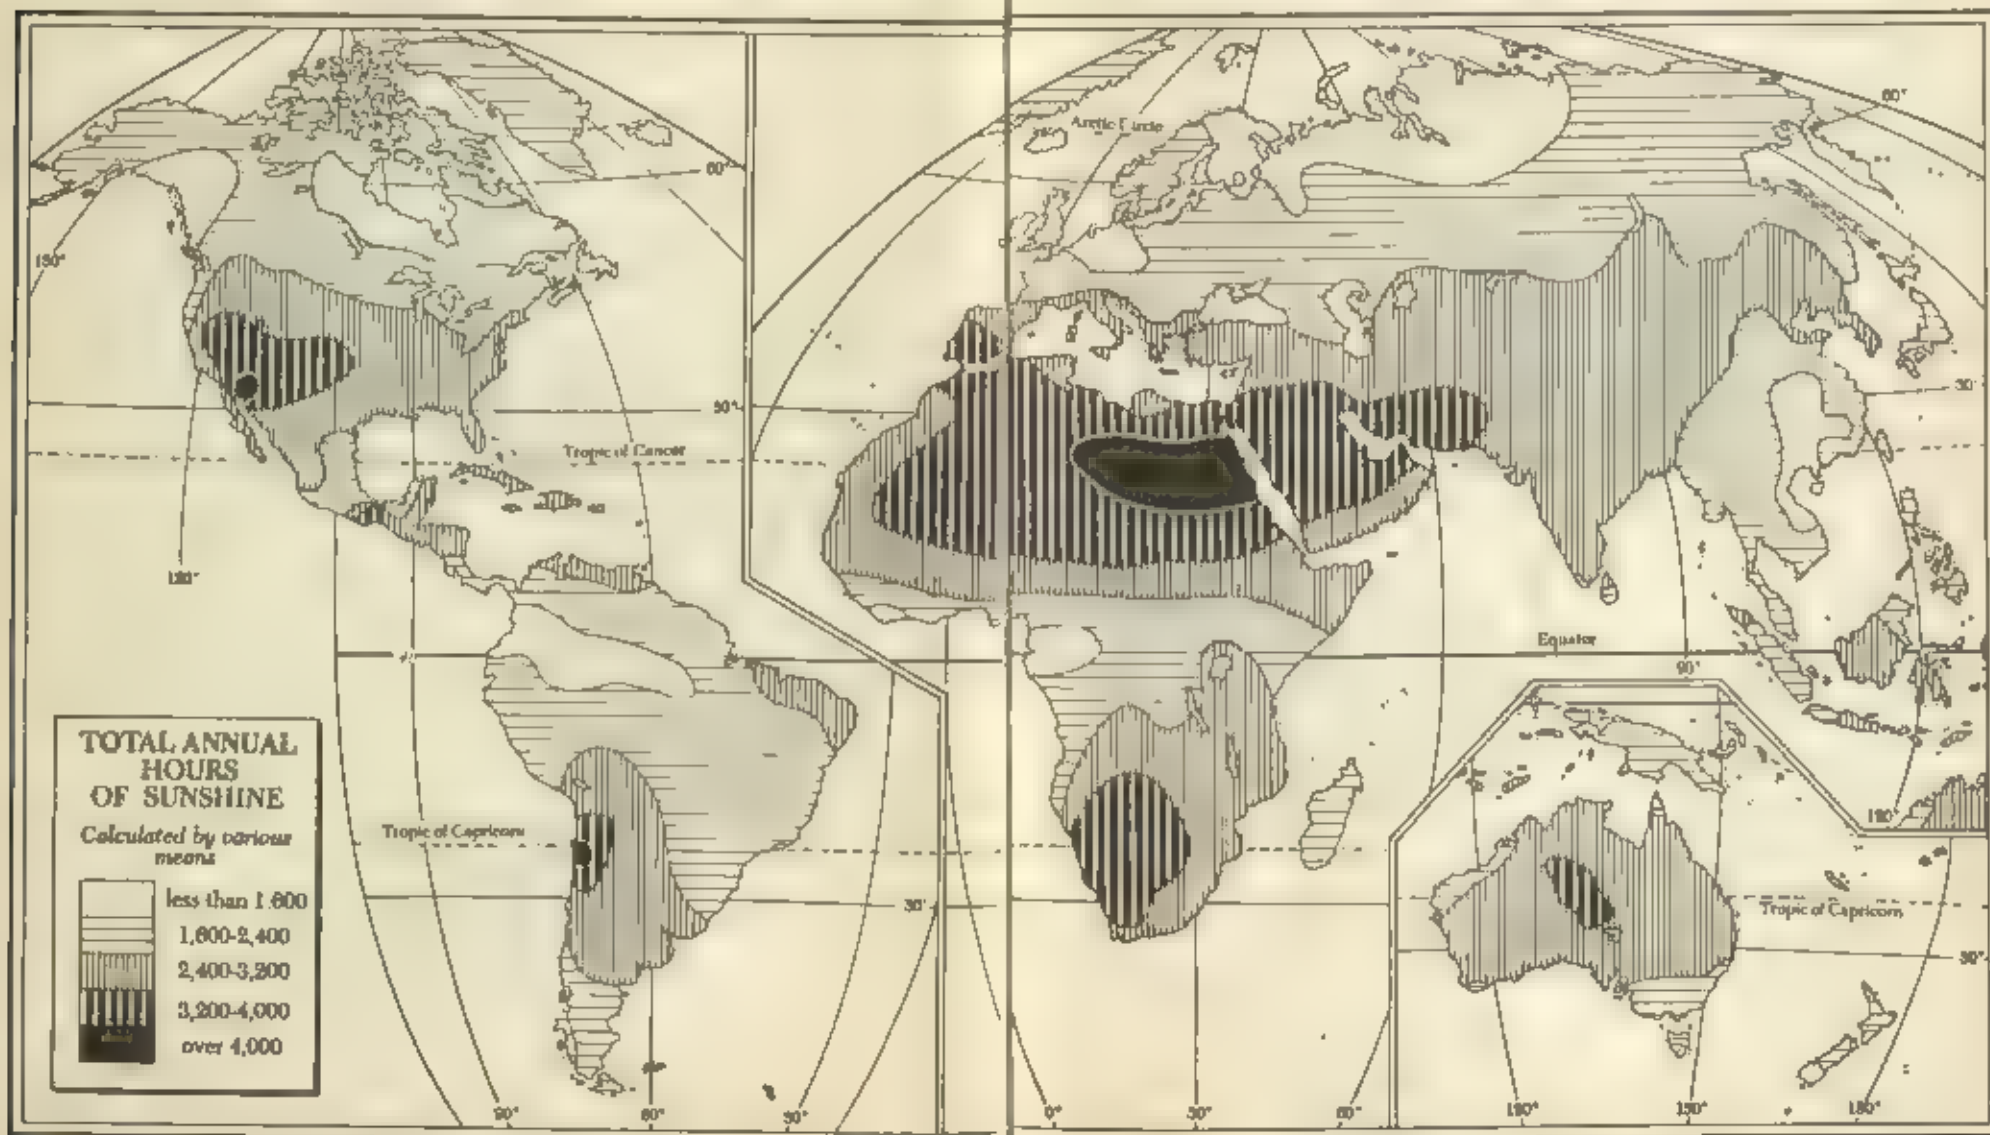 Arctic Circle
60°
60°
150°
30°
30°
Tropic of Cancer
120°
Equator
90°
TOTAL ANNUAL
HOURS
OF SUNSHINE
Calculated by various
means
less than 1,600
1,600-2,400
2,400-3,200
3,200-4,000
over 4,000
Tropic of Capricorn
30°
120°
Tropic of Capricorn
30°
90°
60°
30°
0°
30°
60°
120°
150°
180°